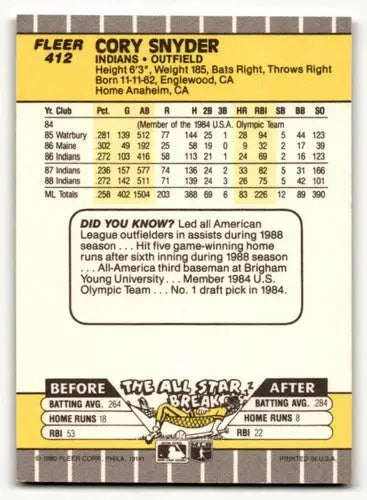 FLEER
412
CORY SNYDER
INDIANS • OUTFIELD
Height 6'3", Weight 185, Bats Right, Throws Right
Born 11-11-62, Englewood, CA
Home Anaheim, CA
Yr. Club Pct. G AB R H 2B 3B HR RBI SB BB SO
84 (Member of the 1984 U.S.A. Olympic Team)
85 Watrbury .281 139 512 77 144 25 1 28 94 5 44 123
86 Maine .302 49 192 25 58 19 0 9 32 0 17 39
86 Indians .272 103 416 58 113 21 1 24 69 2 16 123
87 Indians .236 157 577 74 136 24 2 33 82 5 31 166
88 Indians .272 142 511 71 139 24 3 26 75 5 42 101
ML Totals .258 402 1504 203 388 69 6 83 226 12 89 390
DID YOU KNOW? Led all American
League outfielders in assists during 1988
season . . . Hit five game-winning home
runs after sixth inning during 1988 season
. . . All-America third baseman at Brigham
Young University . . . Member 1984 U.S.
Olympic Team . . . No. 1 draft pick in 1984.
BEFORE THE ALL STAR BREAK AFTER
BATTING AVG. .264 BATTING AVG. .284
HOME RUNS 18 HOME RUNS 8
RBI 53 RBI 22
© 1989 FLEER CORP. PHILA. 19141 PRINTED IN U.S.A.